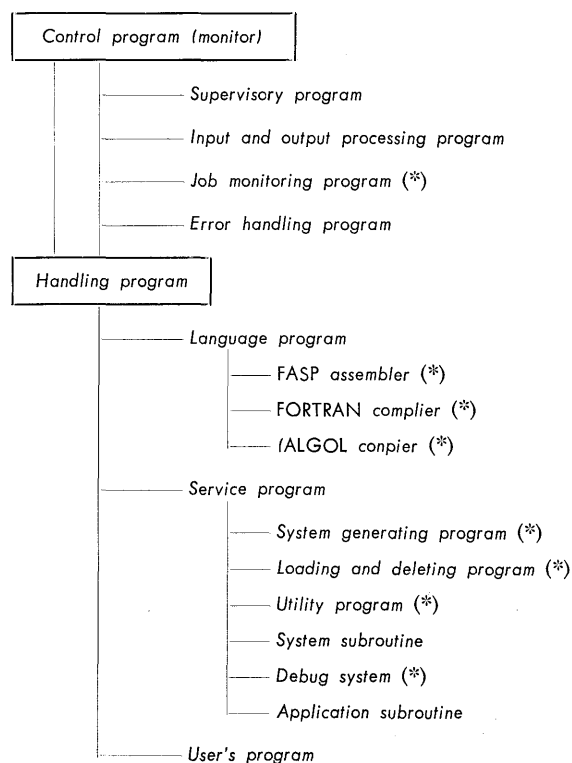 Control program (monitor)
Supervisory program
Input and output processing program
Job monitoring program (*)
Error handling program
Handling program
Language program
FASP assembler (*)
FORTRAN complier (*)
(ALGOL conpier (*)
Service program
System generating program (*)
Loading and deleting program (*)
Utility program (*)
System subroutine
Debug system (*)
Application subroutine
User's program